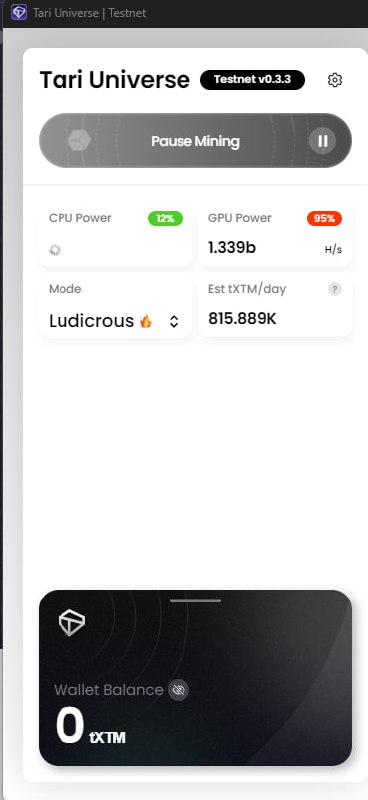 Tari Universe | Testnet
Tari Universe Testnet v0.3.3
Pause Mining
CPU Power 12%
GPU Power 95%
1.339b H/s
Mode
Ludicrous 🔥
Est tXTM/day ?
815.889K
Wallet Balance
0 tXTM